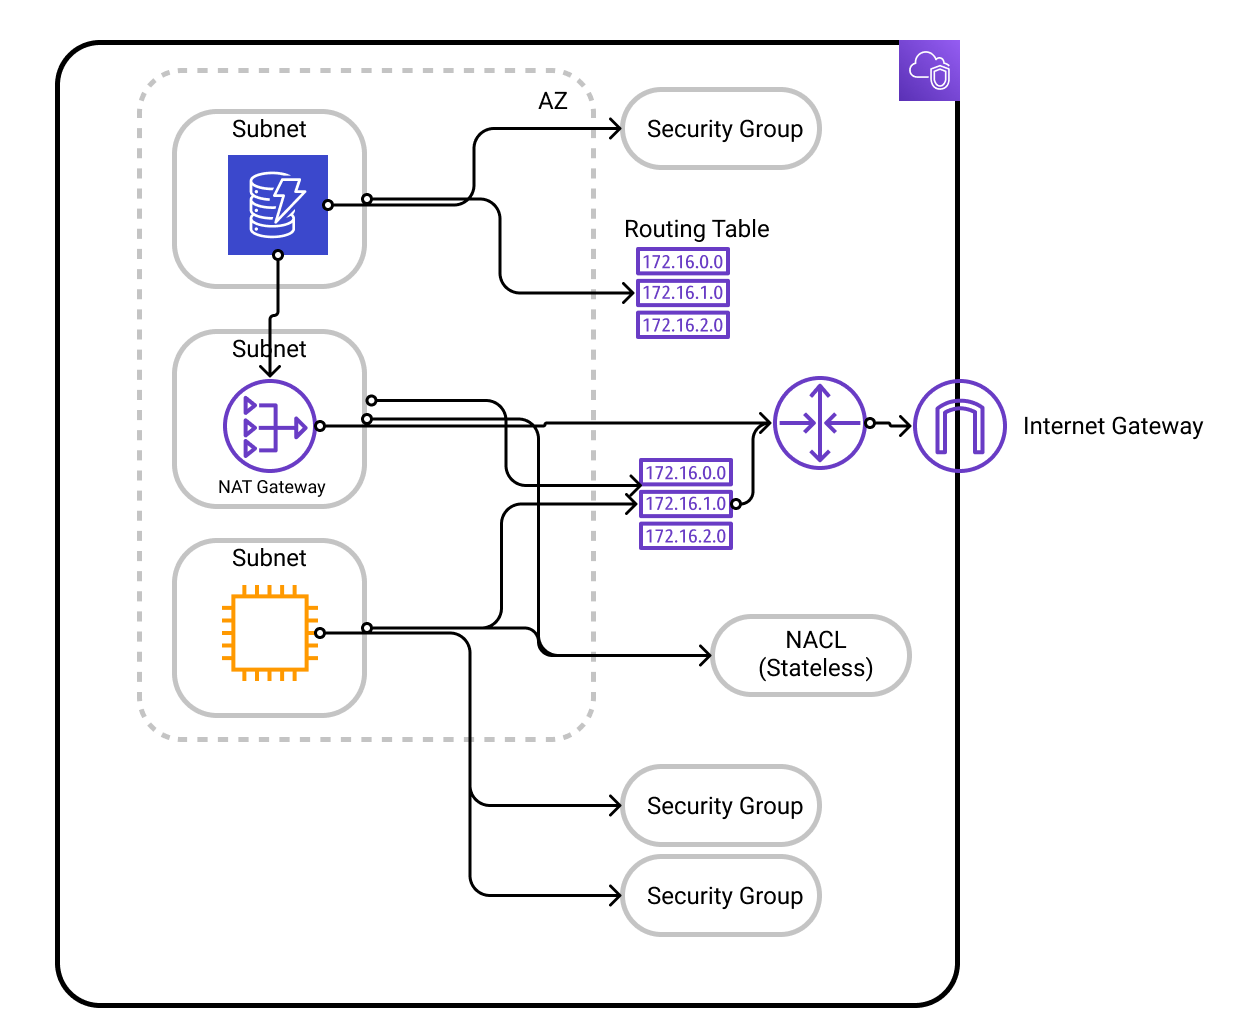 AZ
Subnet
Security Group
Routing Table
172.16.0.0
172.16.1.0
172.16.2.0
Subnet
NAT Gateway
Internet Gateway
172.16.0.0
172.16.1.0
172.16.2.0
Subnet
NACL
(Stateless)
Security Group
Security Group